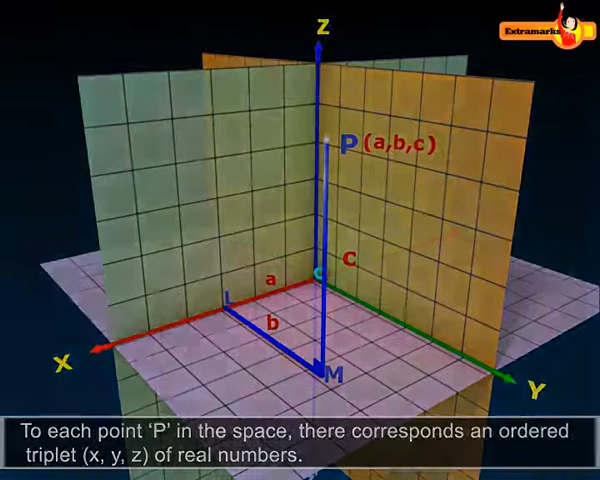 Extramarks
Z
P (a,b,c)
c
a
L
b
M
X
Y
To each point ‘P’ in the space, there corresponds an ordered
triplet (x, y, z) of real numbers.